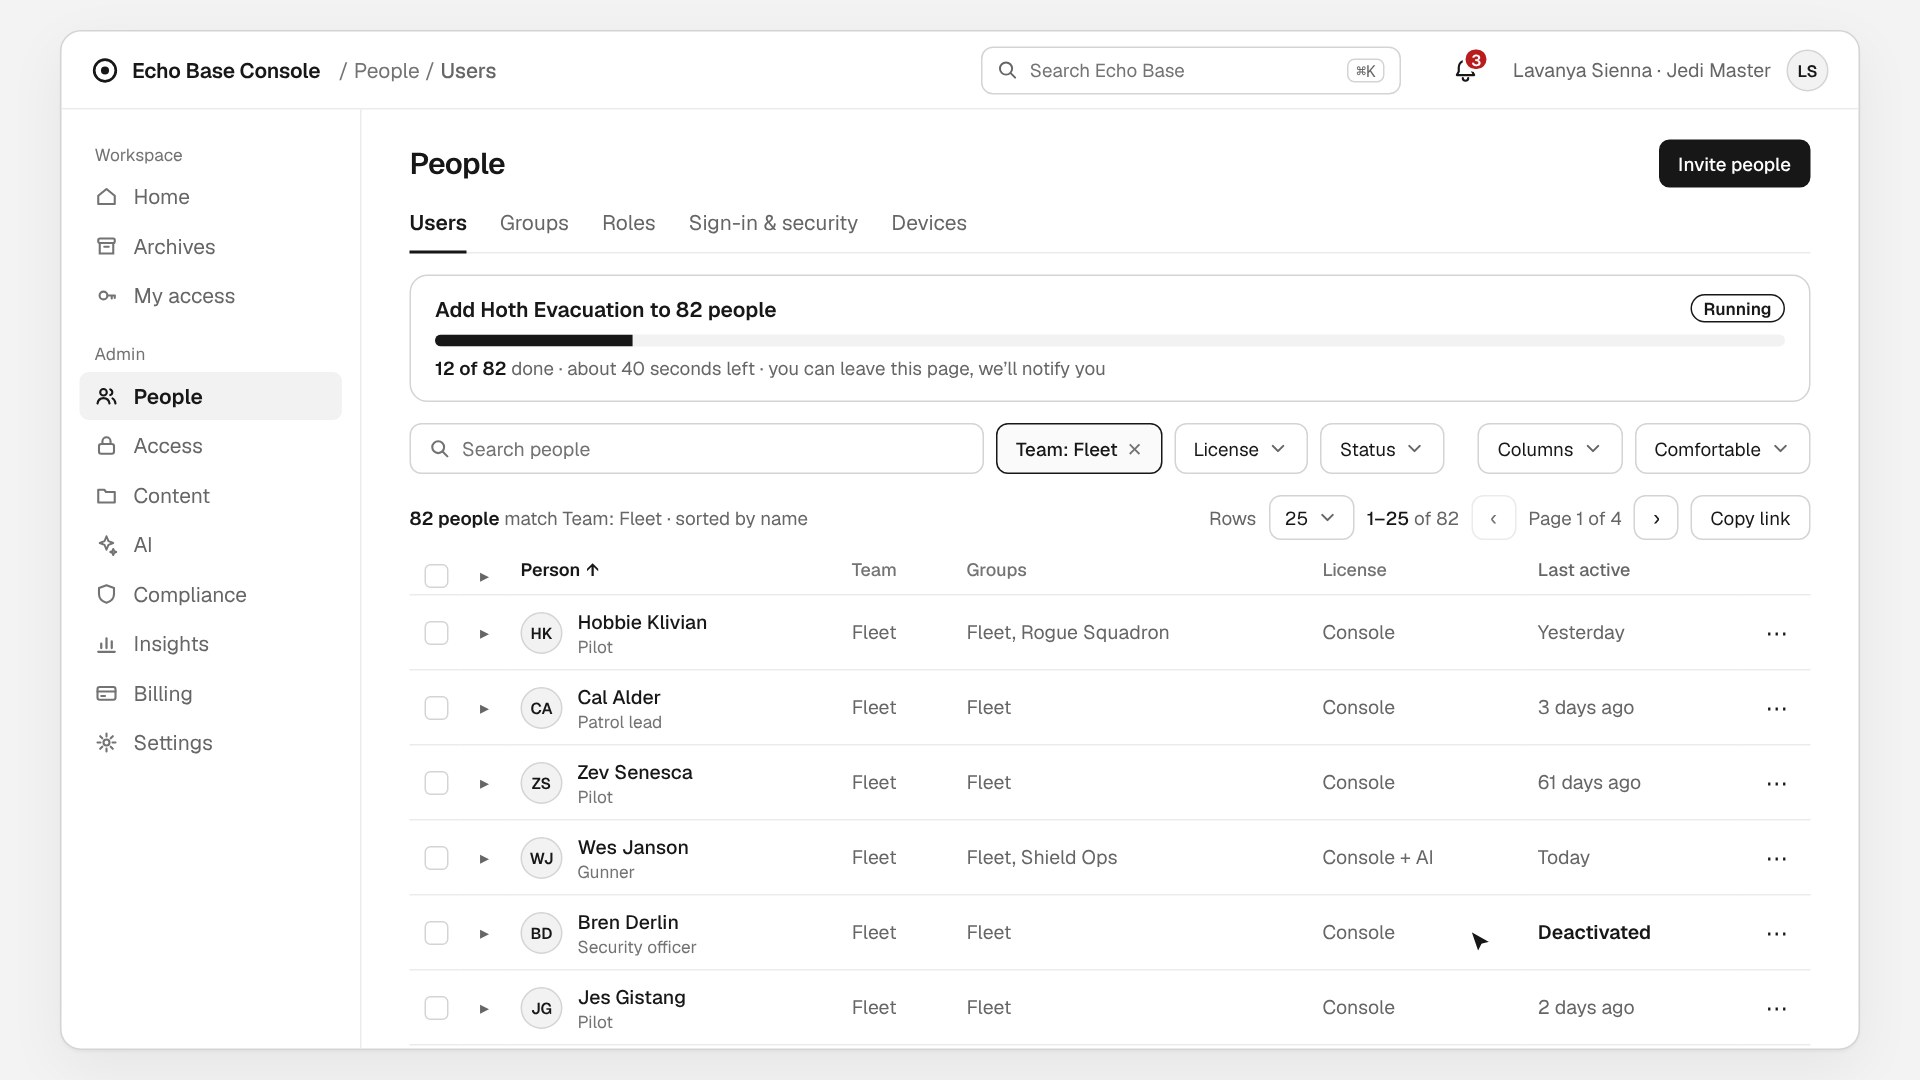 Echo Base Console / People / Users
Search Echo Base ⌘K
3
Lavanya Sienna · Jedi Master LS
Workspace
Home
Archives
My access
Admin
People
Access
Content
AI
Compliance
Insights
Billing
Settings
People
Invite people
Users Groups Roles Sign-in & security Devices
Add Hoth Evacuation to 82 people
Running
12 of 82 done · about 40 seconds left · you can leave this page, we’ll notify you
Search people
Team: Fleet ✕ License Status Columns Comfortable
82 people match Team: Fleet · sorted by name
Rows 25 1–25 of 82 ‹ Page 1 of 4 › Copy link
Person ↑ Team Groups License Last active
HK Hobbie Klivian Fleet Fleet, Rogue Squadron Console Yesterday ⋯
Pilot
CA Cal Alder Fleet Fleet Console 3 days ago ⋯
Patrol lead
ZS Zev Senesca Fleet Fleet Console 61 days ago ⋯
Pilot
WJ Wes Janson Fleet Fleet, Shield Ops Console + AI Today ⋯
Gunner
BD Bren Derlin Fleet Fleet Console Deactivated ⋯
Security officer
JG Jes Gistang Fleet Fleet Console 2 days ago ⋯
Pilot